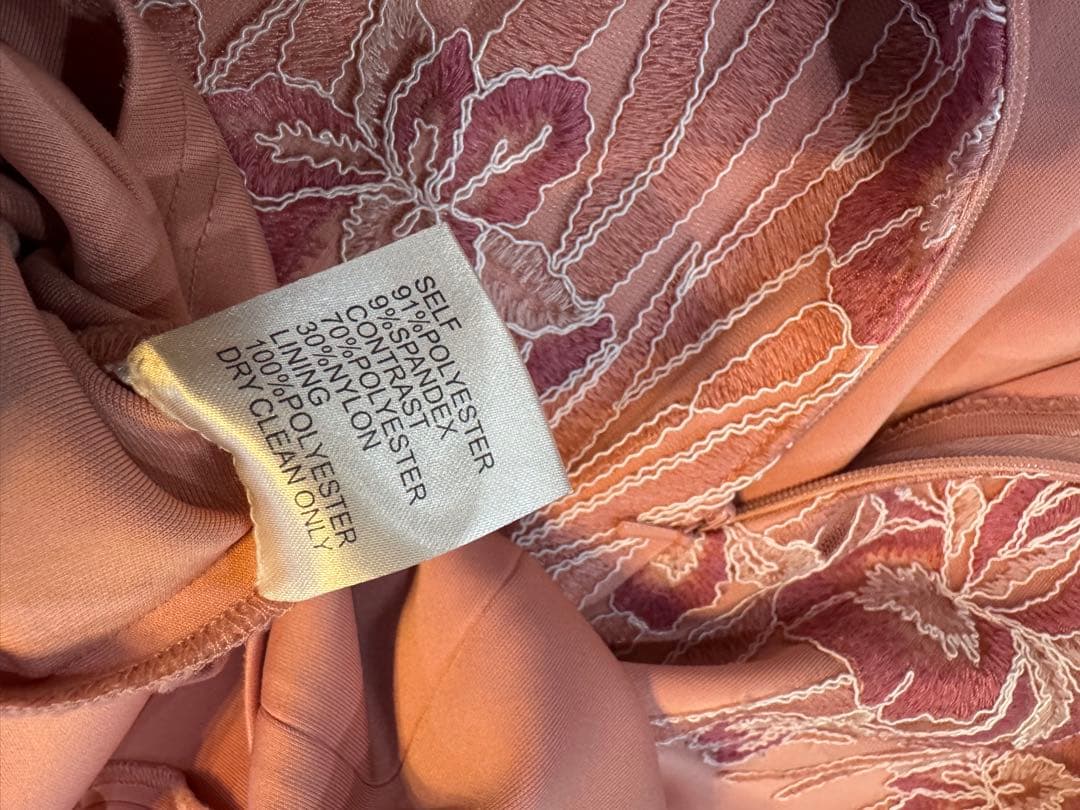 SELF
91%POLYESTER
9%SPANDEX
CONTRAST
70%POLYESTER
30%NYLON
LINING
100%POLYESTER
DRY CLEAN ONLY